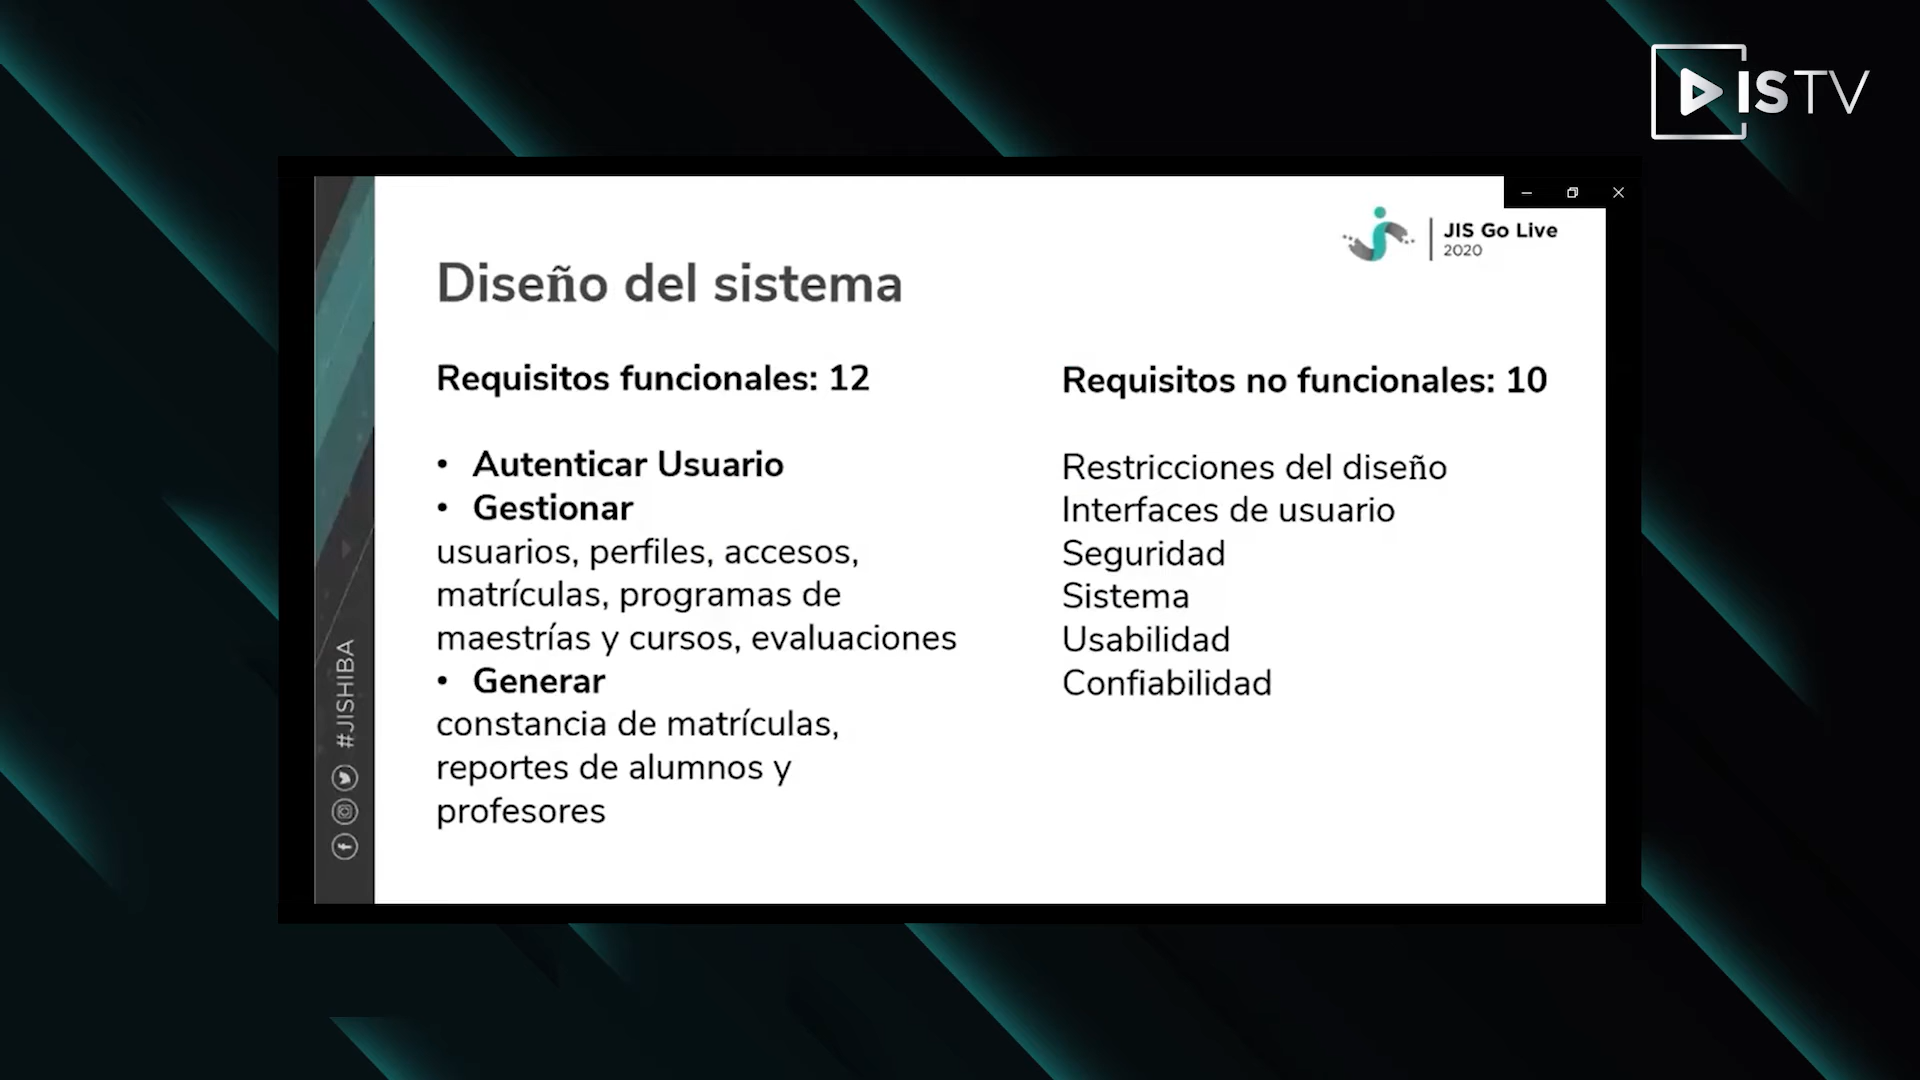 ISTV
JIS Go Live
2020
Diseño del sistema
Requisitos funcionales: 12
• Autenticar Usuario
• Gestionar
usuarios, perfiles, accesos,
matrículas, programas de
maestrías y cursos, evaluaciones
• Generar
constancia de matrículas,
reportes de alumnos y
profesores
Requisitos no funcionales: 10
Restricciones del diseño
Interfaces de usuario
Seguridad
Sistema
Usabilidad
Confiabilidad
#JISHIBA